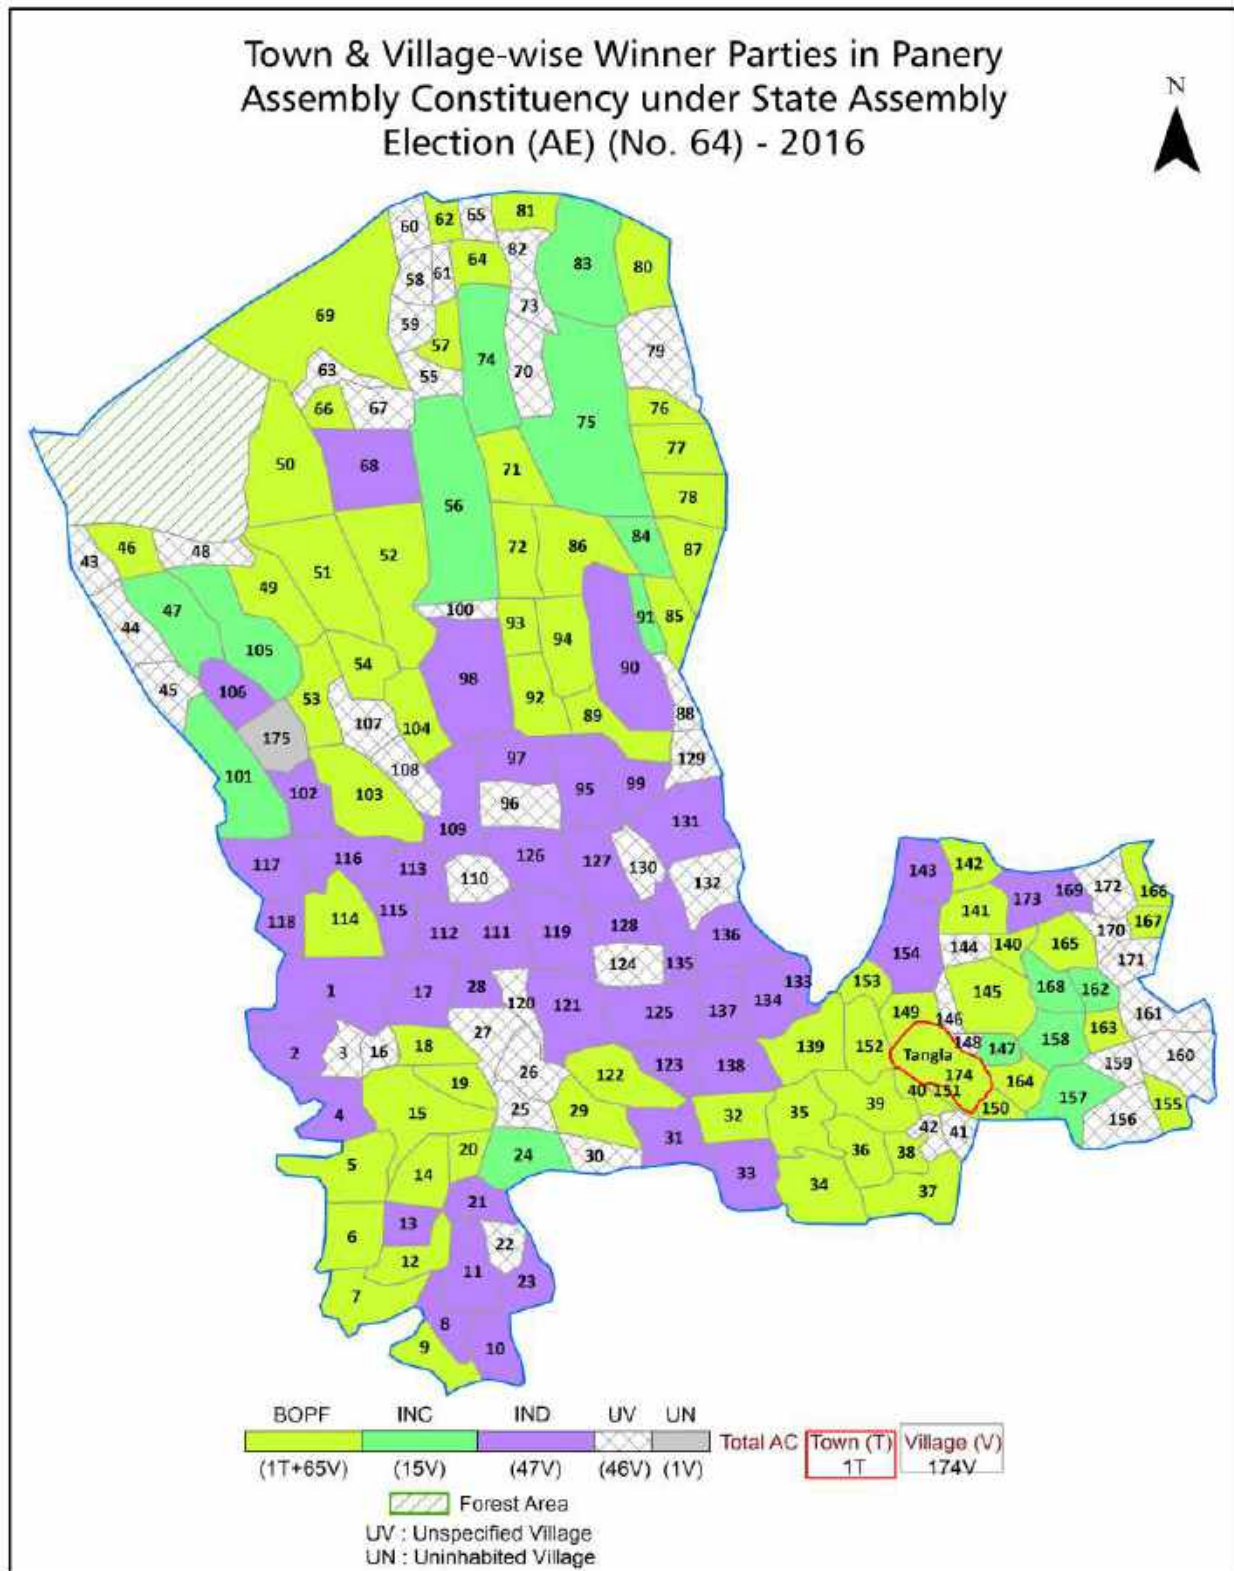 Town & Village-wise Winner Parties in Panery
Assembly Constituency under State Assembly
Election (AE) (No. 64) - 2016
N
60 62 65 81
82
58 61 64 83 80
69 59 73
57 74 70 79
63 55
66 67 75 76
77
50 68 71 78
56
46 48 52 72 86 84 87
43 51
49
47 100 93 91 85
44 105 54 94
45 106 53 98 90
92
107 104 89 88
175 108 97 129
101 102 103 96 95 99
109 131
117 116 113 126 127 130 132 143 142 173 169 172 166
110
118 114 115 141 167
112 111 119 128 136 154 144 140 165 170 171
124 135
1 17 28 120 121 133 153 145 168 162
125 137 134 149 146 161
27 163
2 3 16 18 139 152 Tangla 148 147 158 160
26 122 123 138 174 159
19 40 151 164
4 15 25 29 32 35 39 150 157 156 155
42 41
20 24 30 31 36 38
5 14 33 34 37
21
13
6 12 22
11 23
7
8
9 10
BOPF INC IND UV UN
Total AC Town (T) Village (V)
(1T+65V) (15V) (47V) (46V) (1V) 1T 174V
Forest Area
UV : Unspecified Village
UN : Uninhabited Village